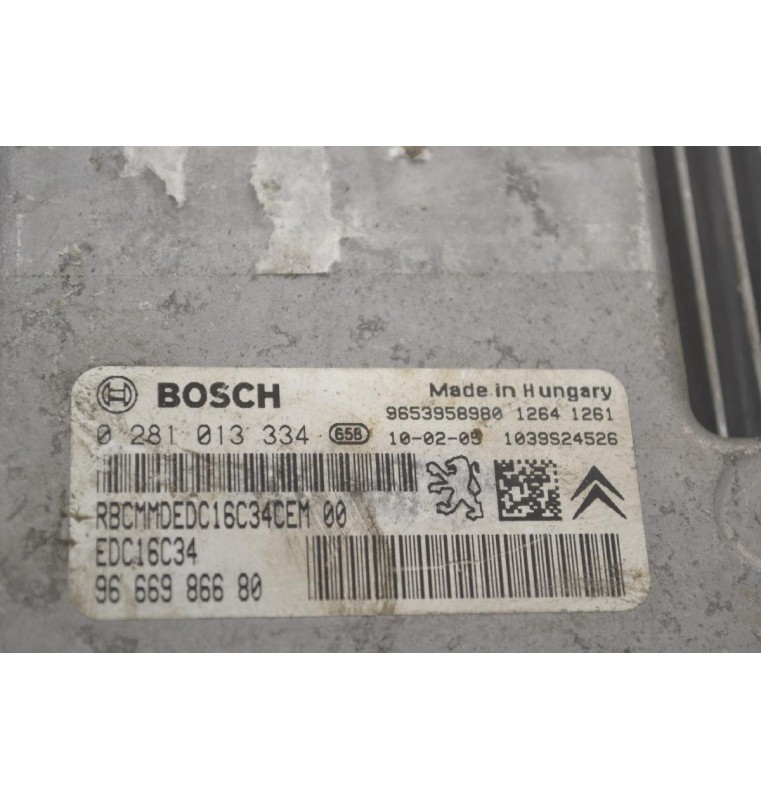 BOSCH
Made in Hungary
9653958980 1264 1261
0 281 013 334 65B
10-02-09 1039S24526
RBCMMDEDC16C34CEM 00
EDC16C34
96 669 866 80